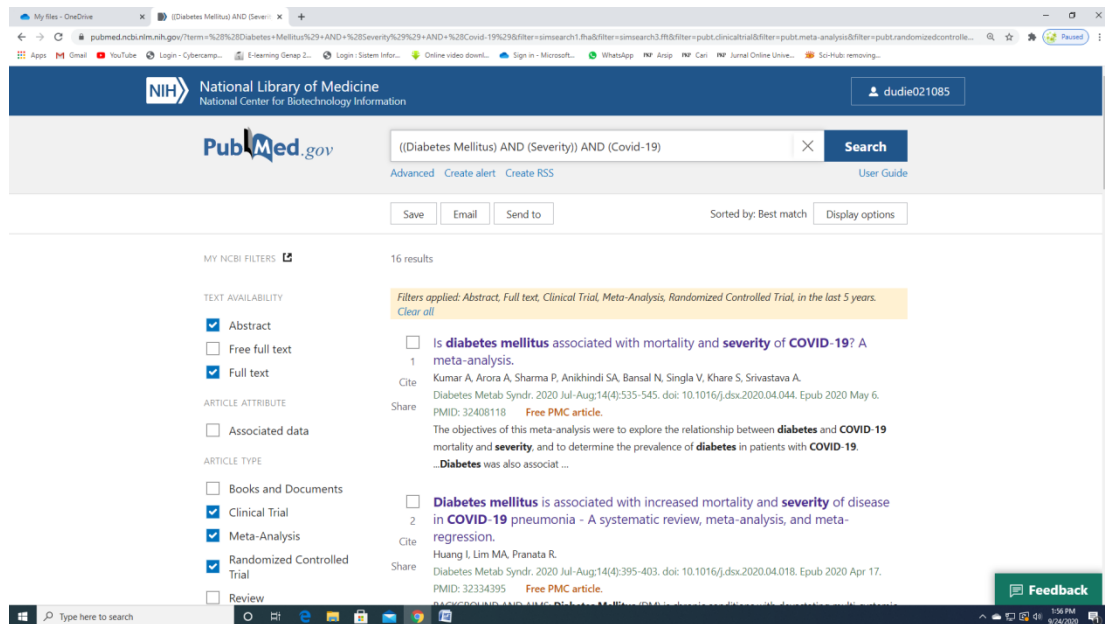 My files - OneDrive
((Diabetes Mellitus) AND (Severi
pubmed.ncbi.nlm.nih.gov/?term=%28%28Diabetes+Mellitus%29+AND+%28Severity%29%29+AND+%28Covid-19%29&filter=simsearch1.fha&filter=simsearch3.fft&filter=pubt.clinicaltrial&filter=pubt.meta-analysis&filter=pubt.randomizedcontrolle...
Paused
Apps Gmail YouTube Login - Cybercamp... E-learning Genap 2... Login : Sistem Infor... Online video downl... Sign in - Microsoft... WhatsApp Arsip Cari Jurnal Online Unive... Sci-Hub: removing...
NIH National Library of Medicine
National Center for Biotechnology Information
dudie021085
PubMed.gov
((Diabetes Mellitus) AND (Severity)) AND (Covid-19)
Search
Advanced Create alert Create RSS
User Guide
Save Email Send to
Sorted by: Best match Display options
MY NCBI FILTERS
16 results
TEXT AVAILABILITY
Abstract
Free full text
Full text
ARTICLE ATTRIBUTE
Associated data
ARTICLE TYPE
Books and Documents
Clinical Trial
Meta-Analysis
Randomized Controlled
Trial
Review
Filters applied: Abstract, Full text, Clinical Trial, Meta-Analysis, Randomized Controlled Trial, in the last 5 years.
Clear all
1
Cite
Share
Is diabetes mellitus associated with mortality and severity of COVID-19? A
meta-analysis.
Kumar A, Arora A, Sharma P, Anikhindi SA, Bansal N, Singla V, Khare S, Srivastava A.
Diabetes Metab Syndr. 2020 Jul-Aug;14(4):535-545. doi: 10.1016/j.dsx.2020.04.044. Epub 2020 May 6.
PMID: 32408118 Free PMC article.
The objectives of this meta-analysis were to explore the relationship between diabetes and COVID-19
mortality and severity, and to determine the prevalence of diabetes in patients with COVID-19.
...Diabetes was also associat ...
2
Cite
Share
Diabetes mellitus is associated with increased mortality and severity of disease
in COVID-19 pneumonia - A systematic review, meta-analysis, and meta-
regression.
Huang I, Lim MA, Pranata R.
Diabetes Metab Syndr. 2020 Jul-Aug;14(4):395-403. doi: 10.1016/j.dsx.2020.04.018. Epub 2020 Apr 17.
PMID: 32334395 Free PMC article.
BACKGROUND AND AIMS: Diabetes Mellitus (DM) is chronic conditions with devastating multi-systemic
Feedback
Type here to search
1:56 PM
9/24/2020